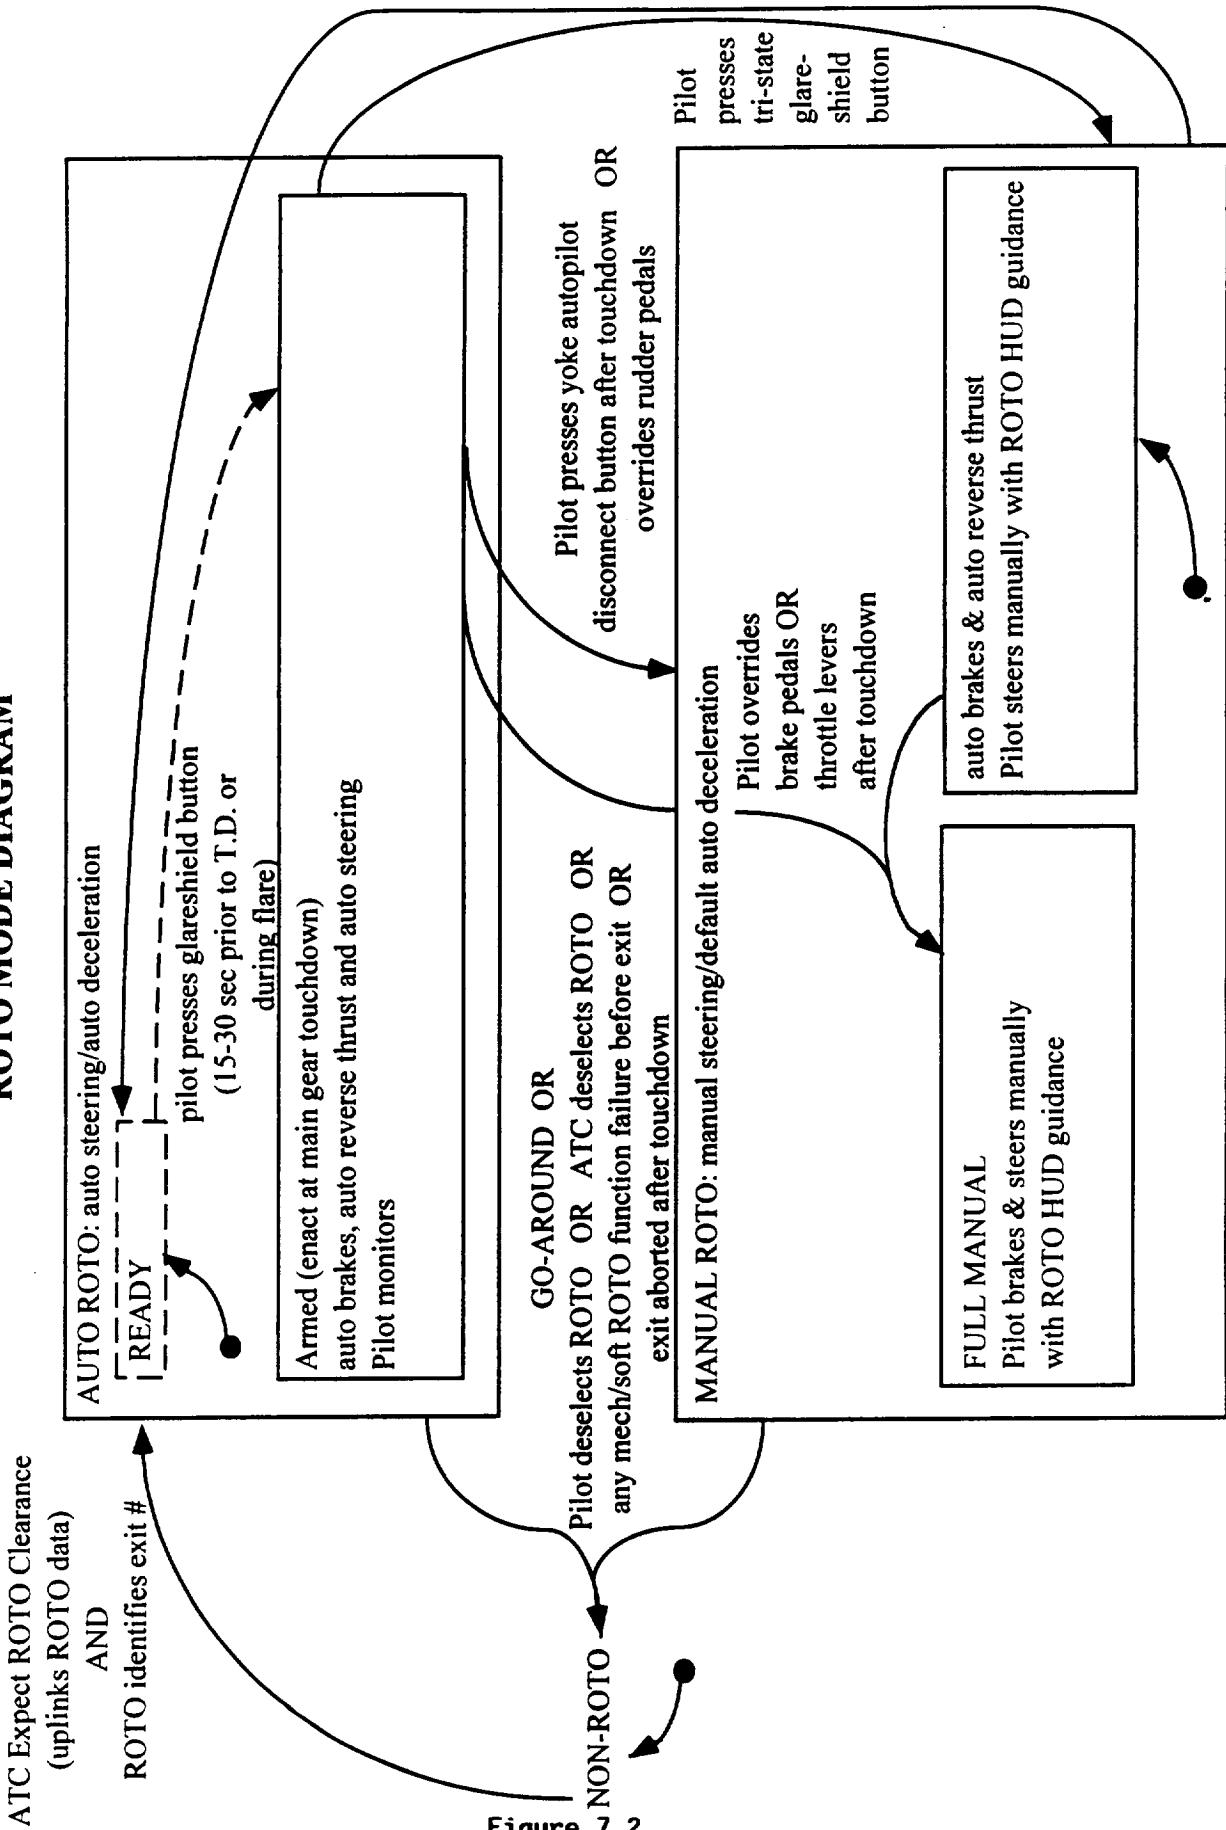 ROTO MODE DIAGRAM
ATC Expect ROTO Clearance
(uplinks ROTO data)
AND
ROTO identifies exit #
AUTO ROTO: auto steering/auto deceleration
READY
pilot presses glareshield button
(15-30 sec prior to T.D. or
during flare)
Armed (enact at main gear touchdown)
auto brakes, auto reverse thrust and auto steering
Pilot monitors
Pilot
presses
tri-state
glare-
shield
button
Pilot presses yoke autopilot
disconnect button after touchdown OR
overrides rudder pedals
GO-AROUND OR
Pilot deselects ROTO OR ATC deselects ROTO OR
any mech/soft ROTO function failure before exit OR
exit aborted after touchdown
NON-ROTO
MANUAL ROTO: manual steering/default auto deceleration
Pilot overrides
brake pedals OR
throttle levers
after touchdown
FULL MANUAL
Pilot brakes & steers manually
with ROTO HUD guidance
auto brakes & auto reverse thrust
Pilot steers manually with ROTO HUD guidance
Figure 7.2